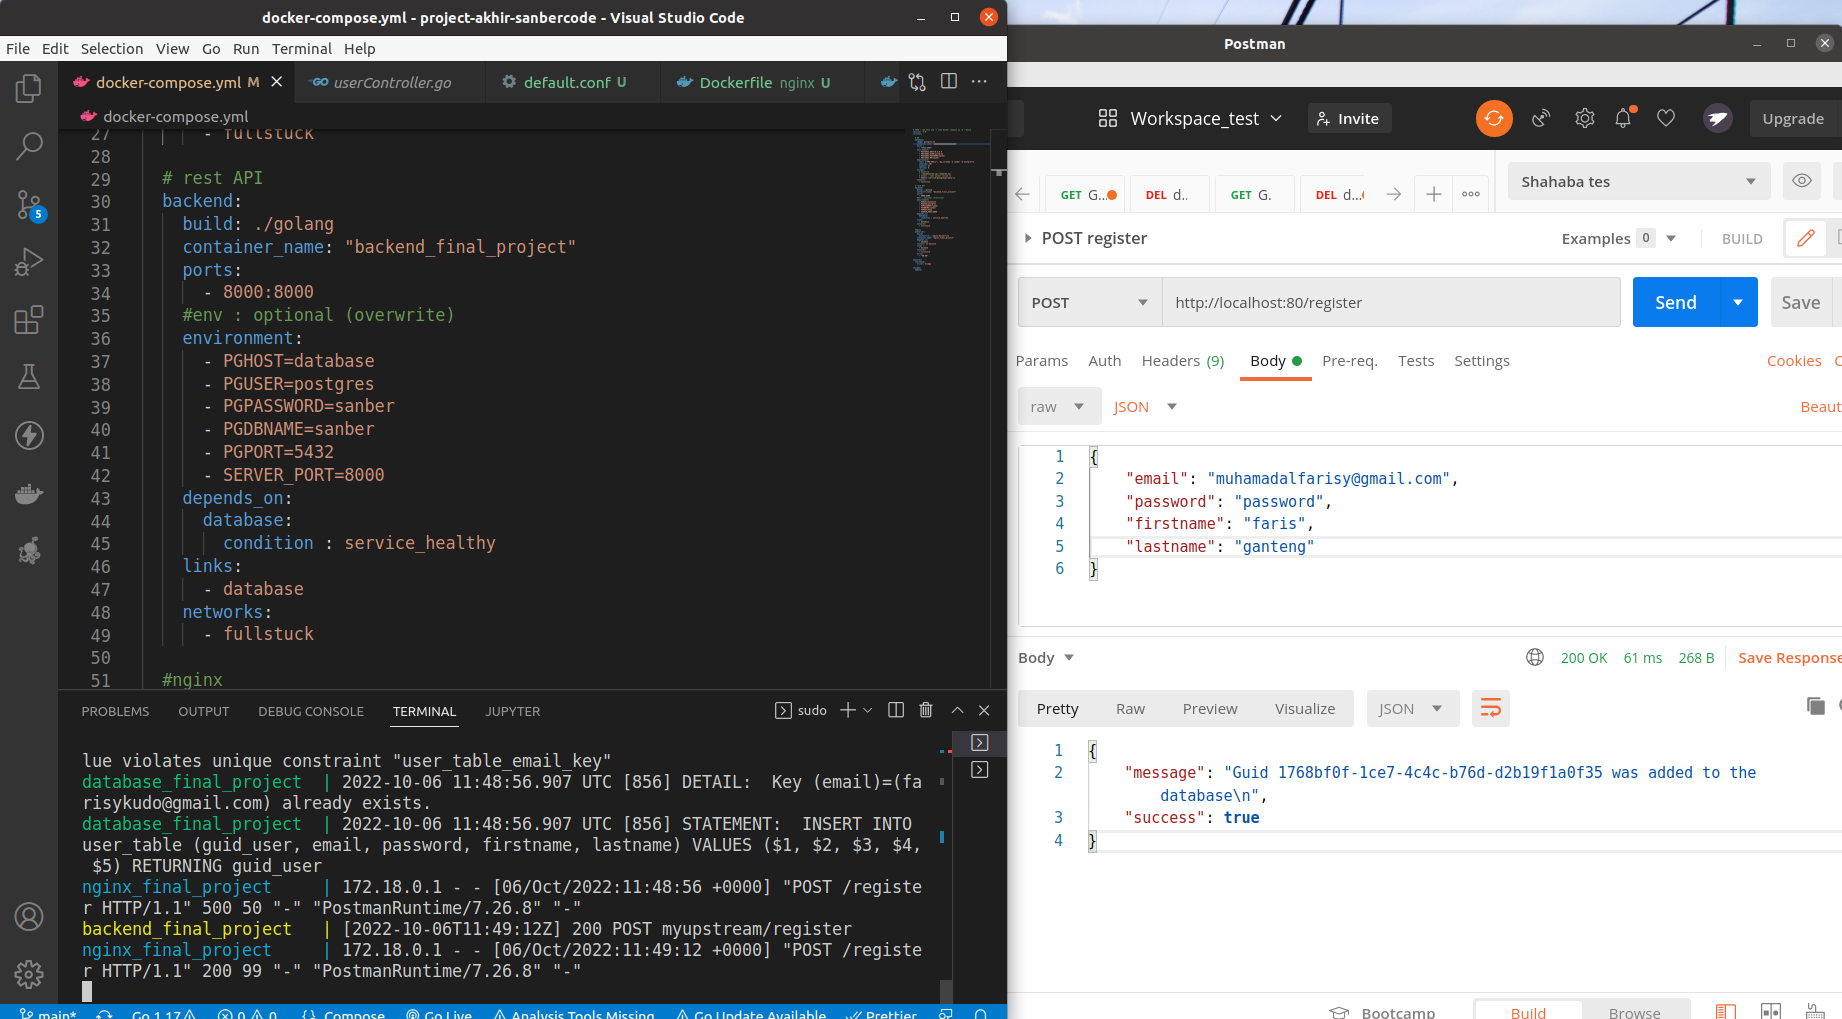 docker-compose.yml - project-akhir-sanbercode - Visual Studio Code
File Edit Selection View Go Run Terminal Help
docker-compose.yml M
userController.go
default.conf U
Dockerfile nginx U
docker-compose.yml
27 - fullstuck
28
29 # rest API
30 backend:
31 build: ./golang
32 container_name: "backend_final_project"
33 ports:
34 - 8000:8000
35 #env : optional (overwrite)
36 environment:
37 - PGHOST=database
38 - PGUSER=postgres
39 - PGPASSWORD=sanber
40 - PGDBNAME=sanber
41 - PGPORT=5432
42 - SERVER_PORT=8000
43 depends_on:
44 database:
45 condition : service_healthy
46 links:
47 - database
48 networks:
49 - fullstuck
50
51 #nginx
5
PROBLEMS OUTPUT DEBUG CONSOLE TERMINAL JUPYTER
sudo
lue violates unique constraint "user_table_email_key"
database_final_project | 2022-10-06 11:48:56.907 UTC [856] DETAIL: Key (email)=(fa
risykudo@gmail.com) already exists.
database_final_project | 2022-10-06 11:48:56.907 UTC [856] STATEMENT: INSERT INTO
user_table (guid_user, email, password, firstname, lastname) VALUES ($1, $2, $3, $4,
$5) RETURNING guid_user
nginx_final_project | 172.18.0.1 - - [06/Oct/2022:11:48:56 +0000] "POST /registe
r HTTP/1.1" 500 50 "-" "PostmanRuntime/7.26.8" "-"
backend_final_project | [2022-10-06T11:49:12Z] 200 POST myupstream/register
nginx_final_project | 172.18.0.1 - - [06/Oct/2022:11:49:12 +0000] "POST /registe
r HTTP/1.1" 200 99 "-" "PostmanRuntime/7.26.8" "-"
main* Go 1.17 0 0 Compose Go Live Analysis Tools Missing Go Update Available Prettier
Postman
Workspace_test
Invite
Upgrade
GET G...
DEL d..
GET G.
DEL d...
Shahaba tes
POST register
Examples 0
BUILD
POST
http://localhost:80/register
Send
Save
Params Auth Headers (9) Body Pre-req. Tests Settings
Cookies C
raw
JSON
Beaut
1 {
2 "email": "muhamadalfarisy@gmail.com",
3 "password": "password",
4 "firstname": "faris",
5 "lastname": "ganteng"
6 }
Body
200 OK 61 ms 268 B Save Response
Pretty Raw Preview Visualize JSON
1 {
2 "message": "Guid 1768bf0f-1ce7-4c4c-b76d-d2b19f1a0f35 was added to the
database\n",
3 "success": true
4 }
Bootcamp Build Browse